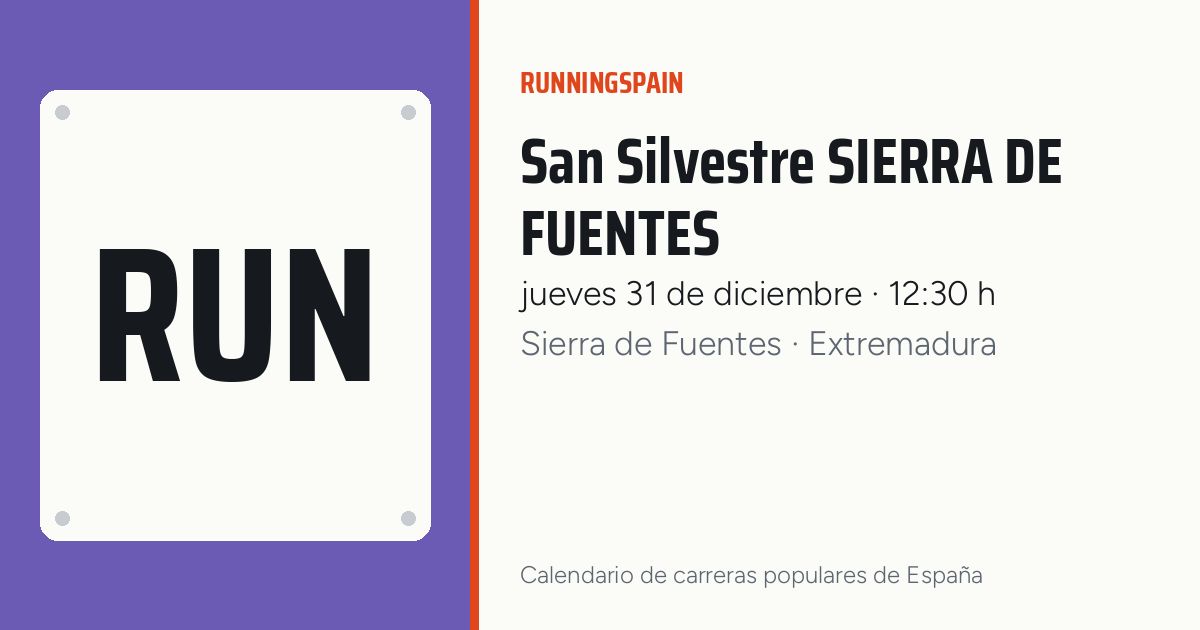 RUN
RUNNINGSPAIN
San Silvestre SIERRA DE
FUENTES
jueves 31 de diciembre · 12:30 h
Sierra de Fuentes · Extremadura
Calendario de carreras populares de España